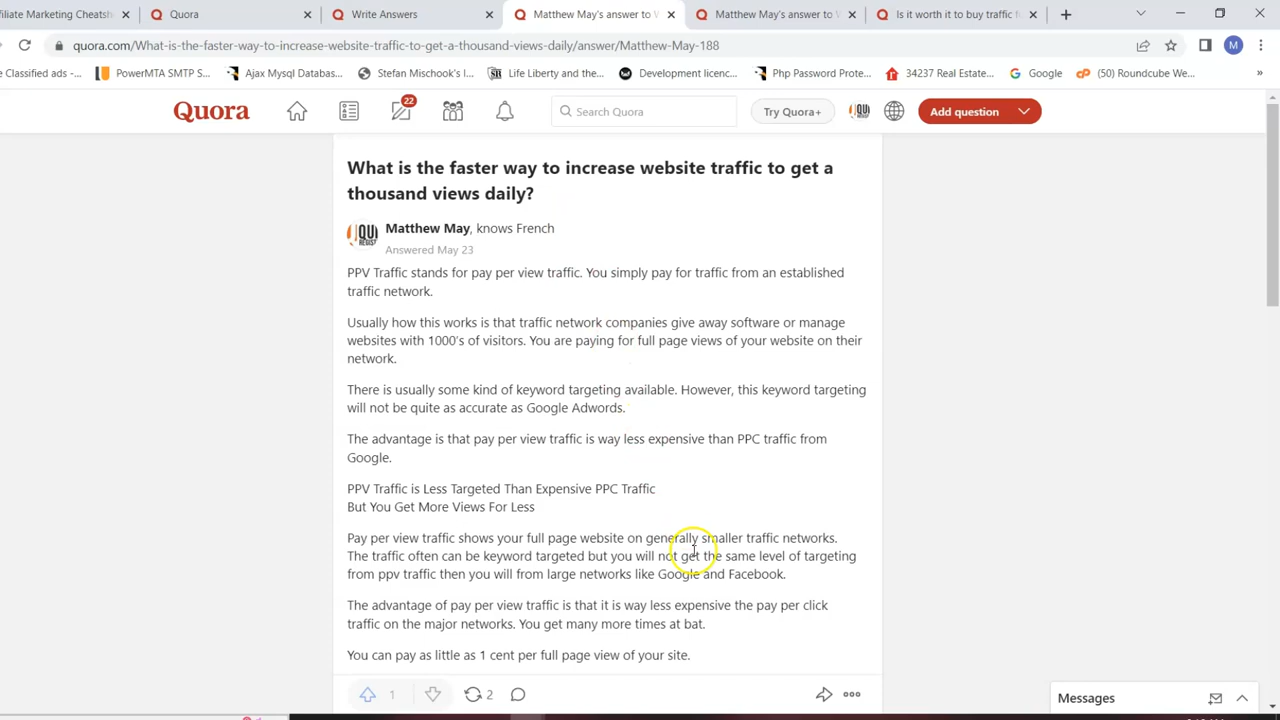 ffiliate Marketing Cheatsh
Quora
Write Answers
Matthew May's answer to W
Matthew May's answer to W
Is it worth it to buy traffic f
quora.com/What-is-the-faster-way-to-increase-website-traffic-to-get-a-thousand-views-daily/answer/Matthew-May-188
M
e Classified ads -...
PowerMTA SMTP S...
Ajax Mysql Databas...
Stefan Mischook's I...
Life Liberty and the...
Development licenc...
Php Password Prote...
34237 Real Estate...
Google
(50) Roundcube We...
»
Quora
22
Search Quora
Try Quora+
Add question
What is the faster way to increase website traffic to get a
thousand views daily?
Matthew May, knows French
Answered May 23
PPV Traffic stands for pay per view traffic. You simply pay for traffic from an established
traffic network.
Usually how this works is that traffic network companies give away software or manage
websites with 1000's of visitors. You are paying for full page views of your website on their
network.
There is usually some kind of keyword targeting available. However, this keyword targeting
will not be quite as accurate as Google Adwords.
The advantage is that pay per view traffic is way less expensive than PPC traffic from
Google.
PPV Traffic is Less Targeted Than Expensive PPC Traffic
But You Get More Views For Less
Pay per view traffic shows your full page website on generally smaller traffic networks.
The traffic often can be keyword targeted but you will not get the same level of targeting
from ppv traffic then you will from large networks like Google and Facebook.
The advantage of pay per view traffic is that it is way less expensive the pay per click
traffic on the major networks. You get many more times at bat.
You can pay as little as 1 cent per full page view of your site.
1
2
Messages